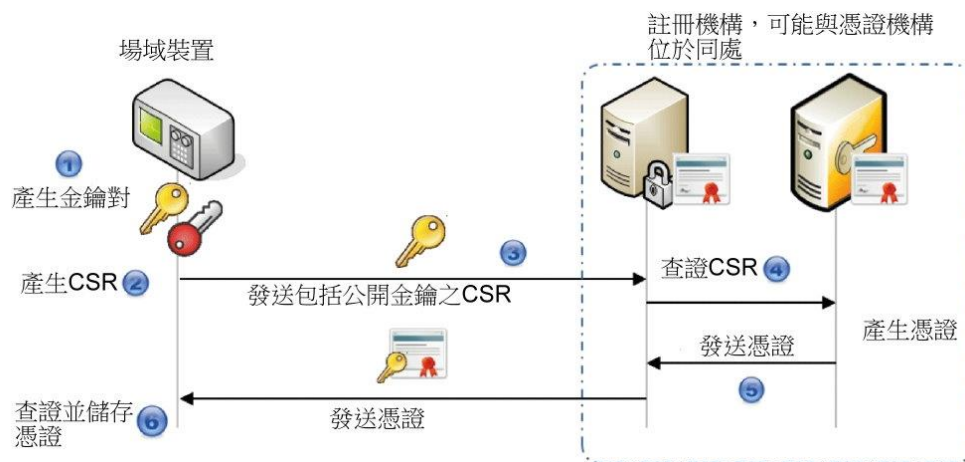 註冊機構，可能與憑證機構
位於同處
場域裝置
1
產生金鑰對
3
產生CSR 2
發送包括公開金鑰之CSR
查證CSR 4
產生憑證
發送憑證
5
查證並儲存
憑證
6
發送憑證